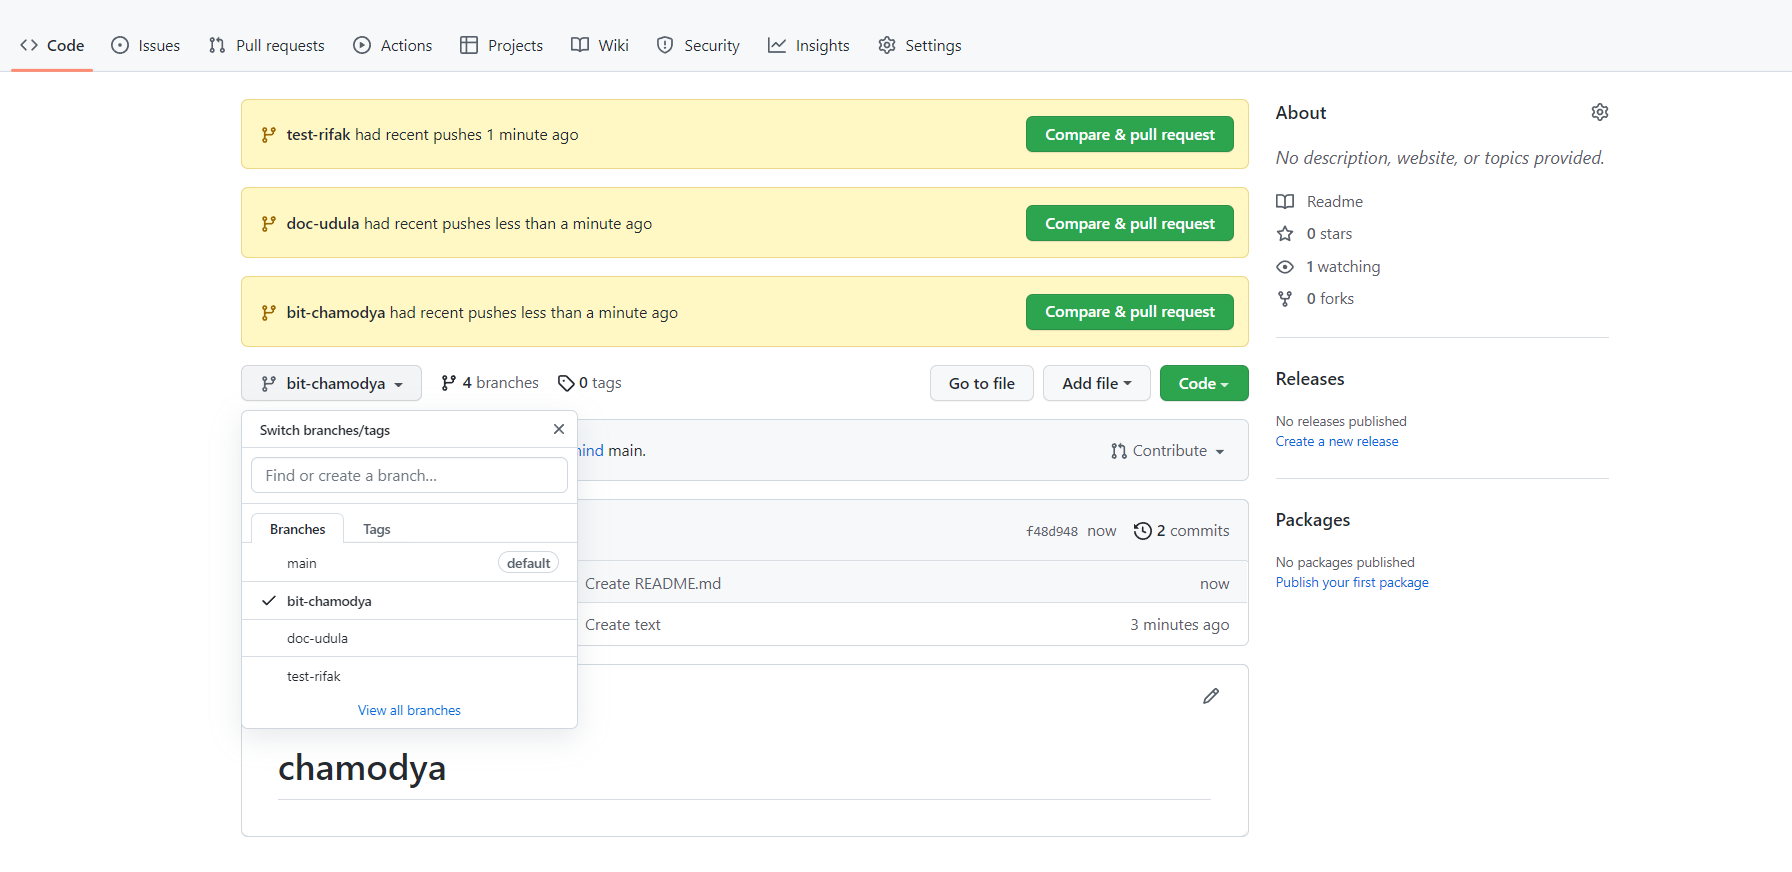 Code Issues Pull requests Actions Projects Wiki Security Insights Settings
test-rifak had recent pushes 1 minute ago Compare & pull request
doc-udula had recent pushes less than a minute ago Compare & pull request
bit-chamodya had recent pushes less than a minute ago Compare & pull request
bit-chamodya 4 branches 0 tags Go to file Add file Code
Switch branches/tags
Find or create a branch...
Branches Tags
main default
bit-chamodya
doc-udula
test-rifak
View all branches
main.
Contribute
f48d948 now 2 commits
Create README.md now
Create text 3 minutes ago
chamodya
About
No description, website, or topics provided.
Readme
0 stars
1 watching
0 forks
Releases
No releases published
Create a new release
Packages
No packages published
Publish your first package